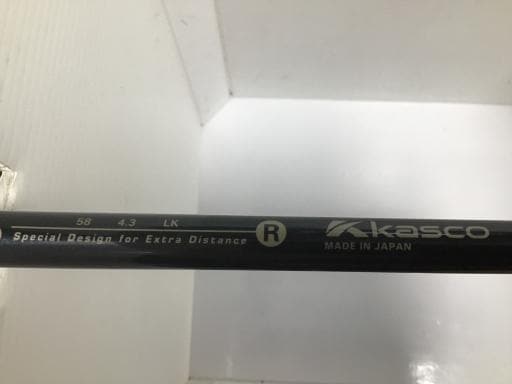 58 4.3 LK
Special Design for Extra Distance
R
Kasco
MADE IN JAPAN